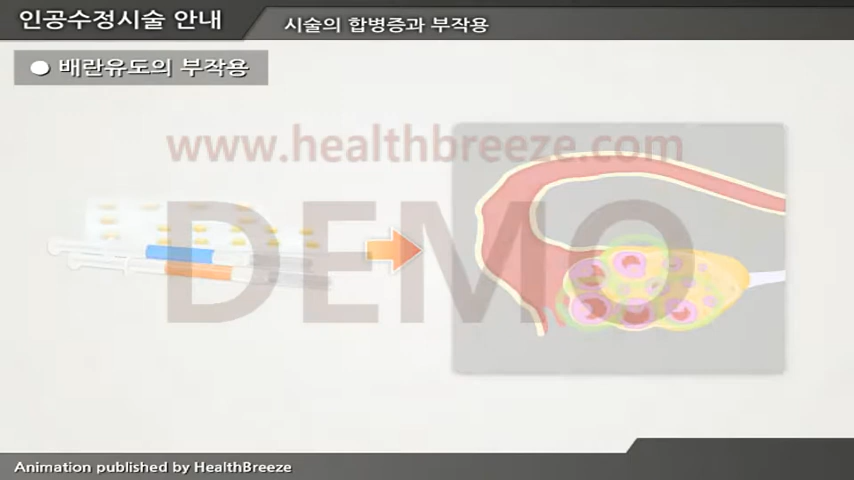 인공수정시술 안내
시술의 합병증과 부작용
● 배란유도의 부작용
www.healthbreeze.com
DEMO
Animation published by HealthBreeze